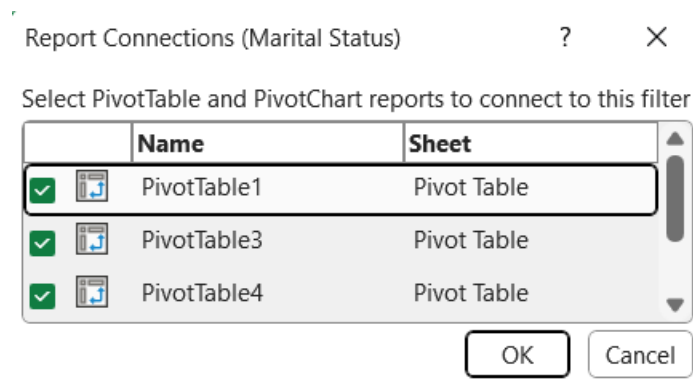 Report Connections (Marital Status) ?
Select PivotTable and PivotChart reports to connect to this filter
Name Sheet
PivotTable1 Pivot Table
PivotTable3 Pivot Table
PivotTable4 Pivot Table
OK Cancel